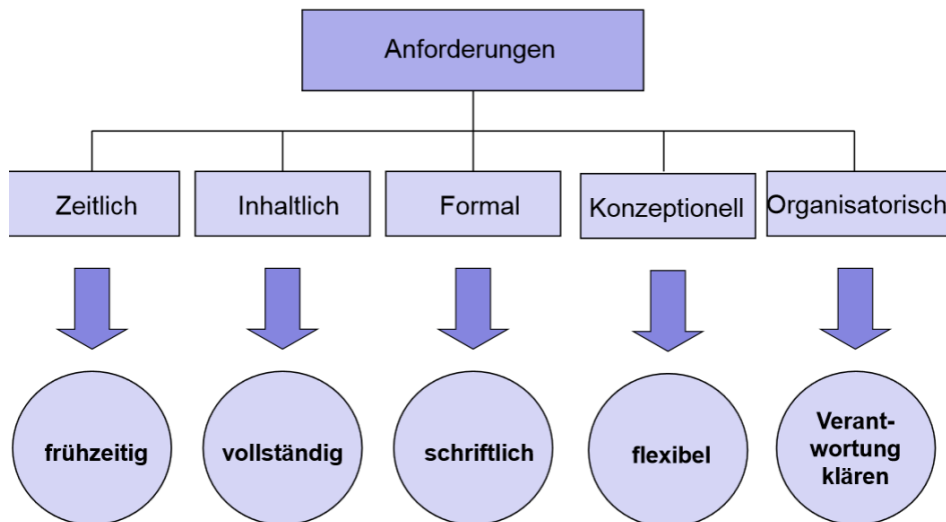 Anforderungen
Zeitlich
Inhaltlich
Formal
Konzeptionell
Organisatorisch
frühzeitig
vollständig
schriftlich
flexibel
Verant-
wortung
klären